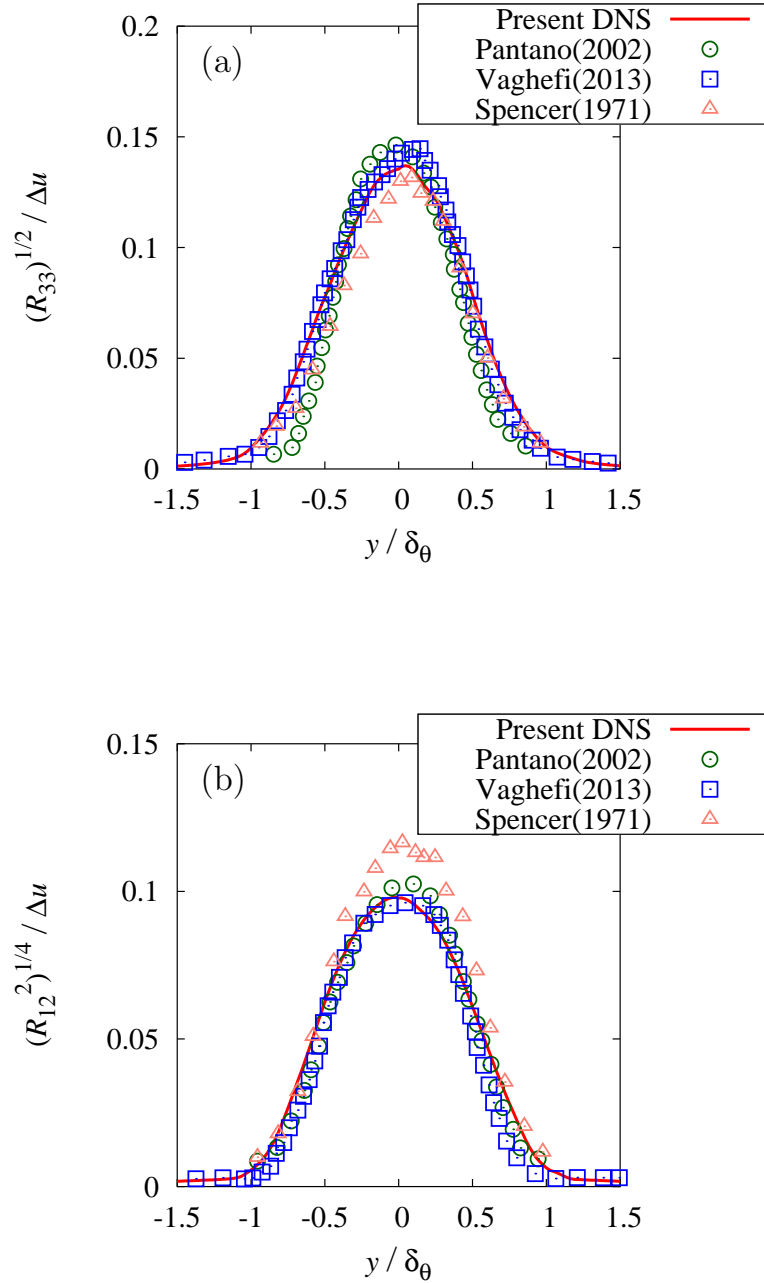 Present DNS
Pantano(2002)
Vaghefi(2013)
Spencer(1971)
(a)
0.2
0.15
0.1
0.05
0
(R₃₃)^1/2 / Δu
-1.5 -1 -0.5 0 0.5 1 1.5
y / δ_θ
Present DNS
Pantano(2002)
Vaghefi(2013)
Spencer(1971)
(b)
0.15
0.1
0.05
0
(R₁₂²)^1/4 / Δu
-1.5 -1 -0.5 0 0.5 1 1.5
y / δ_θ